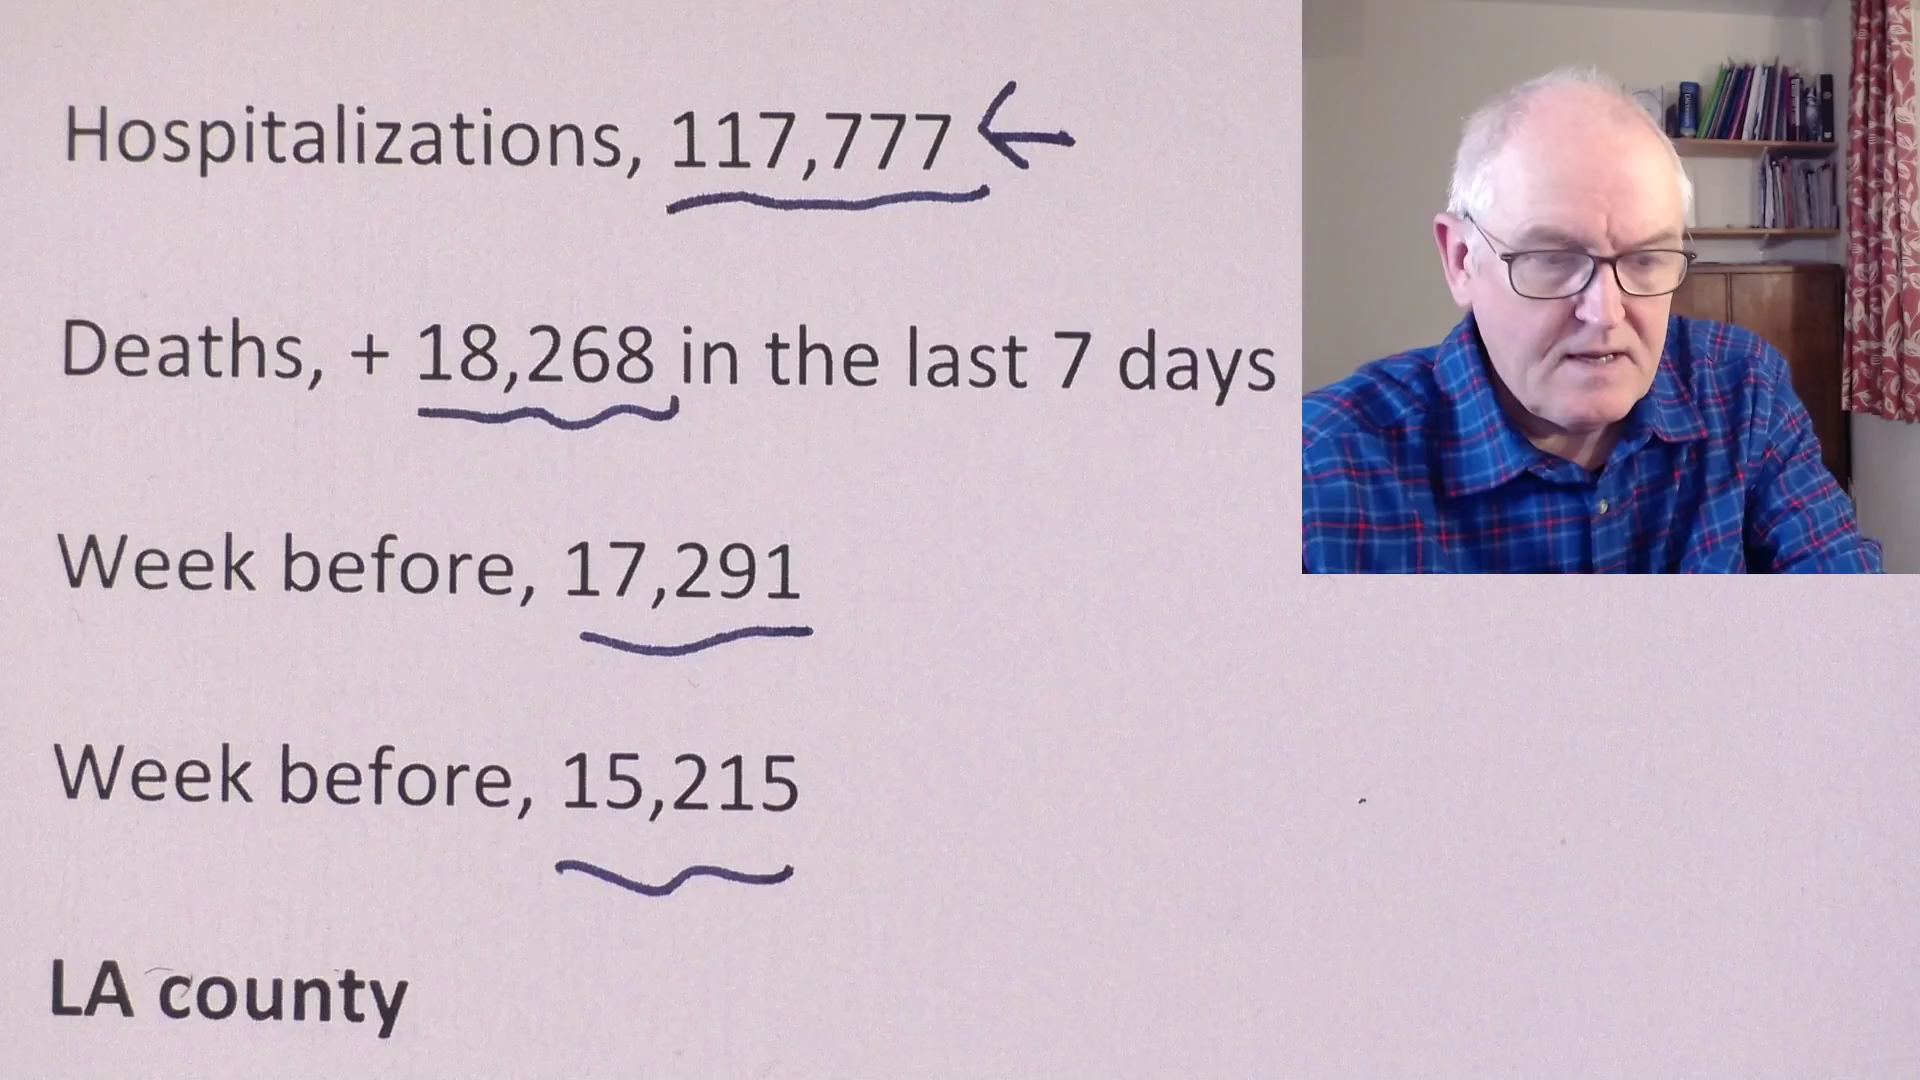 Hospitalizations, 117,777
Deaths, + 18,268 in the last 7 days
Week before, 17,291
Week before, 15,215
LA county